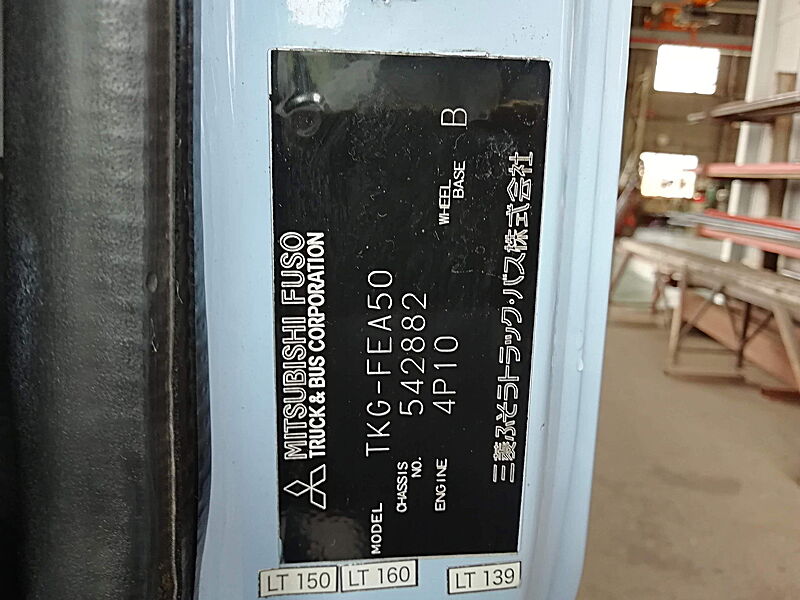 MITSUBISHI FUSO
TRUCK & BUS CORPORATION
MODEL TKG-FEA50
CHASSIS NO. 542882
ENGINE 4P10
WHEEL BASE B
三菱ふそうトラック・バス株式会社
LT 150
LT 160
LT 139